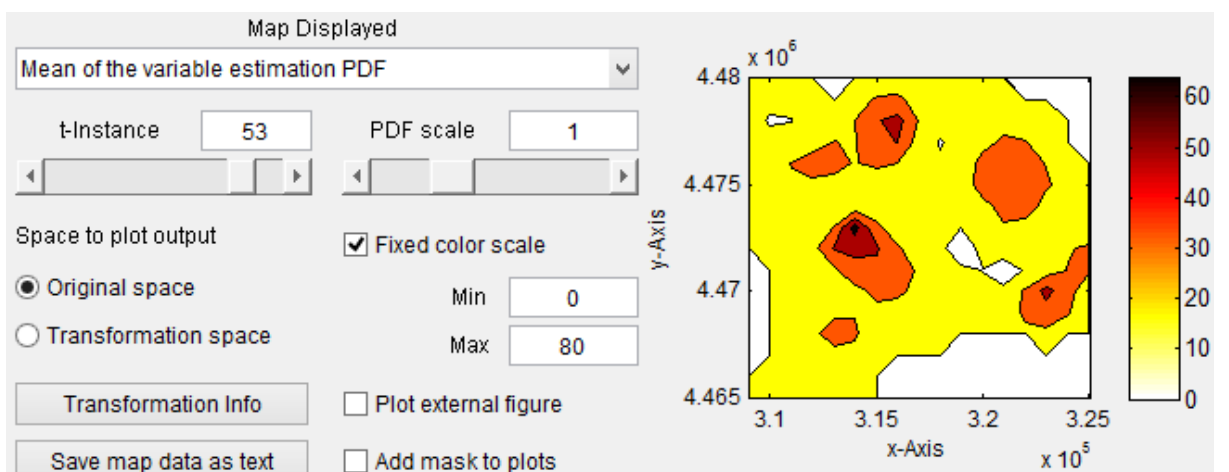 Map Displayed
Mean of the variable estimation PDF
t-Instance 53 PDF scale 1
Space to plot output
Fixed color scale
Original space
Min 0
Transformation space
Max 80
Transformation Info
Plot external figure
Save map data as text
Add mask to plots
x 10^6
4.48
4.475
4.47
4.465
y-Axis
3.1 3.15 3.2 3.25
x-Axis
x 10^5
60
50
40
30
20
10
0